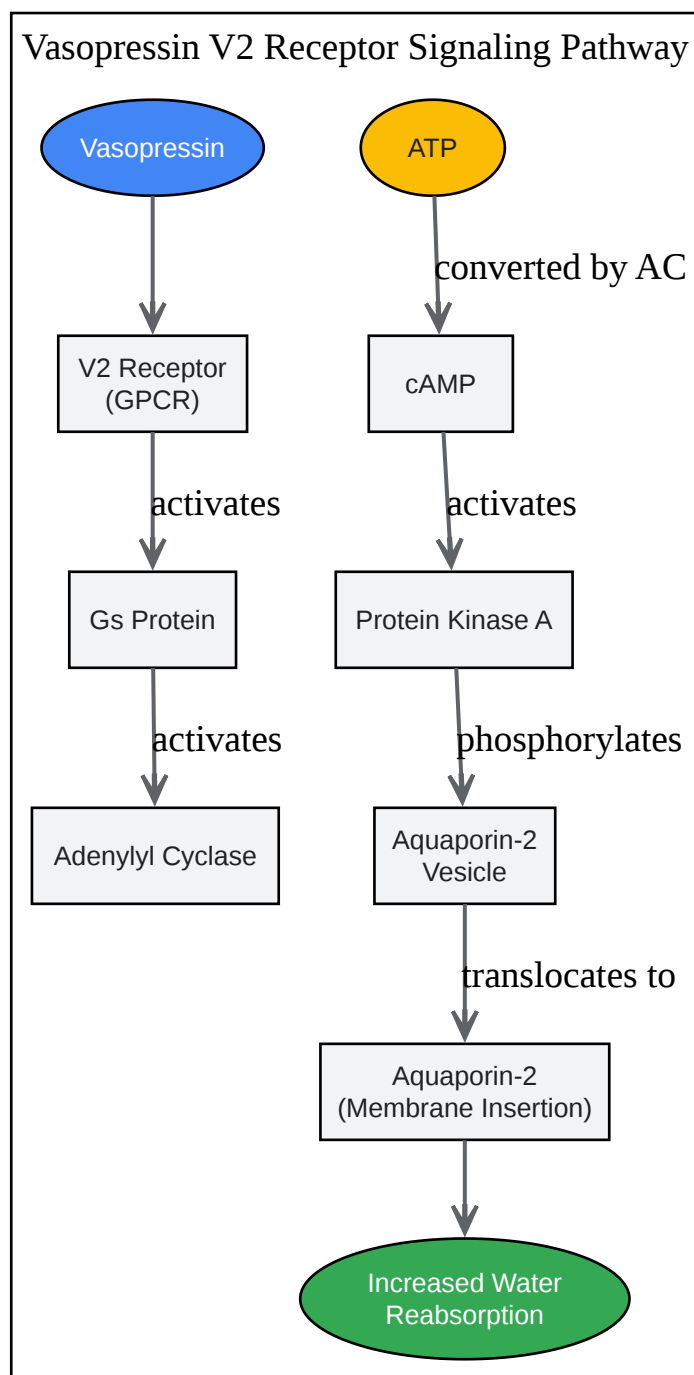 Vasopressin V2 Receptor Signaling Pathway
Vasopressin
ATP
converted by AC
V2 Receptor
(GPCR)
cAMP
activates
activates
Gs Protein
Protein Kinase A
activates
phosphorylates
Adenylyl Cyclase
Aquaporin-2
Vesicle
translocates to
Aquaporin-2
(Membrane Insertion)
Increased Water
Reabsorption